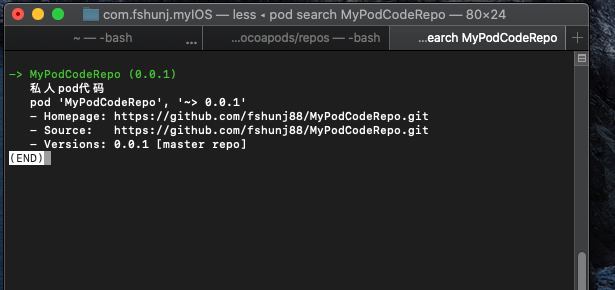 com.fshunj.myIOS — less ◂ pod search MyPodCodeRepo — 80×24
~ — -bash ...
...ocoapods/repos — -bash
...earch MyPodCodeRepo
+
-> MyPodCodeRepo (0.0.1)
私人pod代码
pod 'MyPodCodeRepo', '~> 0.0.1'
- Homepage: https://github.com/fshunj88/MyPodCodeRepo.git
- Source: https://github.com/fshunj88/MyPodCodeRepo.git
- Versions: 0.0.1 [master repo]
(END)